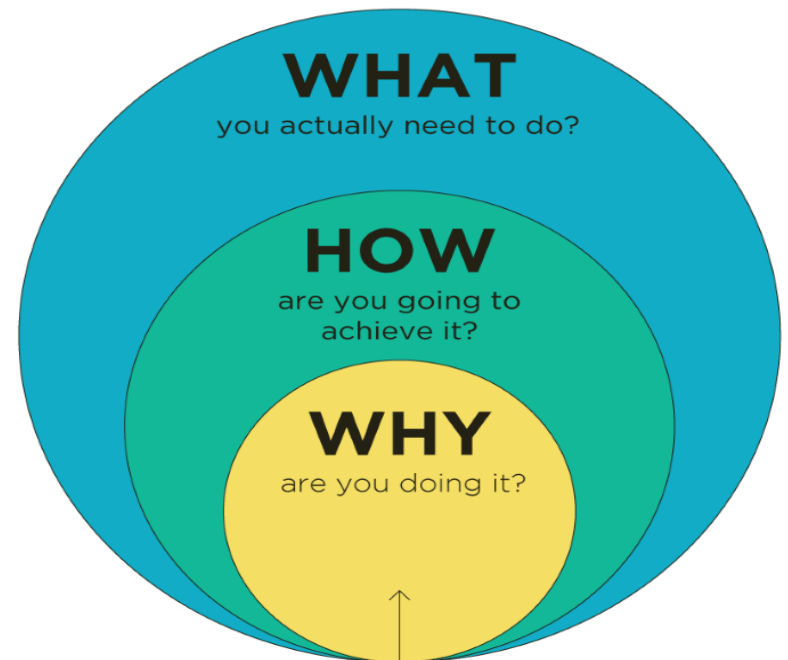 WHAT
you actually need to do?
HOW
are you going to
achieve it?
WHY
are you doing it?